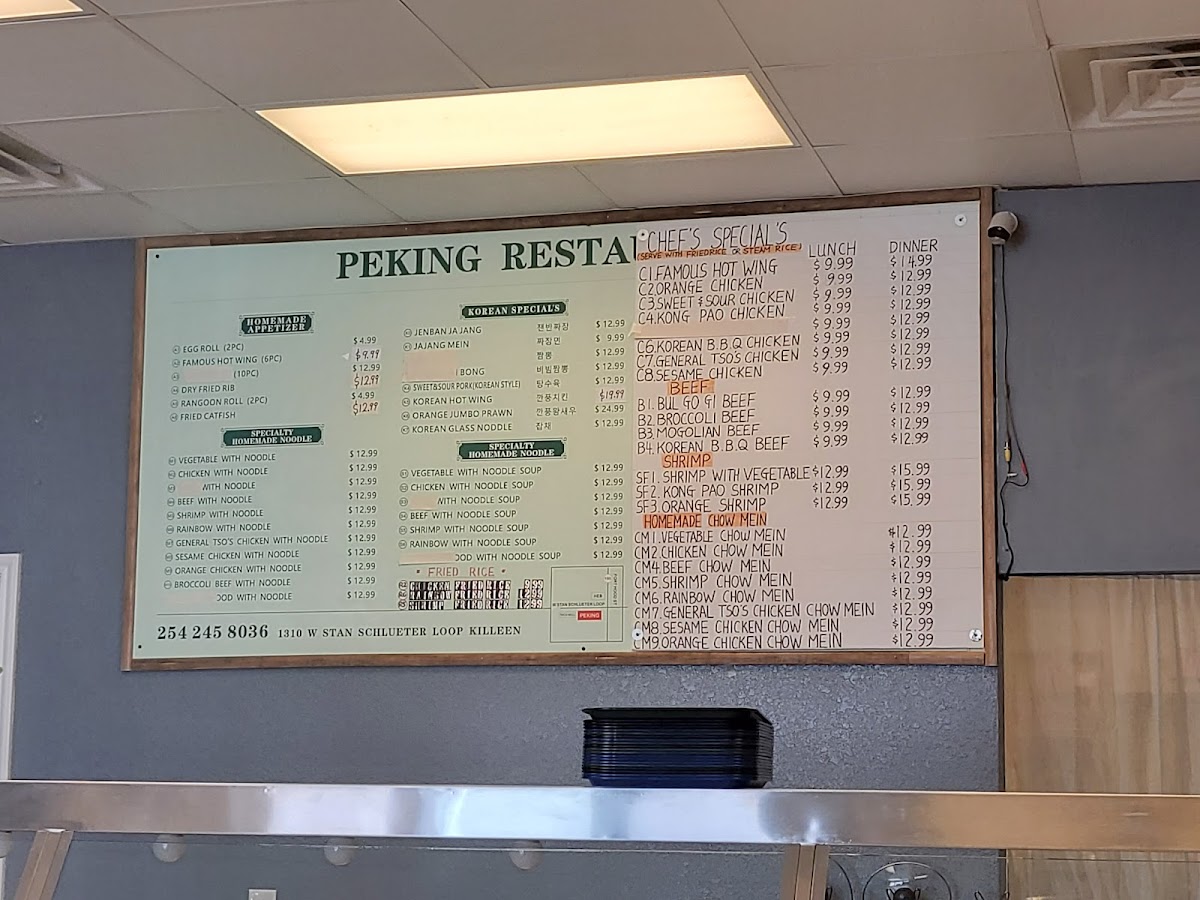 PEKING RESTA
HOMEMADE
APPETIZER
EGG ROLL (2PC) $4.99
FAMOUS HOT WING (6PC) $9.99
(10PC) $12.99
DRY FRIED RIB $12.99
RANGOON ROLL (2PC) $4.99
FRIED CATFISH $12.99
SPECIALTY
HOMEMADE NOODLE
VEGETABLE WITH NOODLE $12.99
CHICKEN WITH NOODLE $12.99
WITH NOODLE $12.99
BEEF WITH NOODLE $12.99
SHRIMP WITH NOODLE $12.99
RAINBOW WITH NOODLE $12.99
GENERAL TSO'S CHICKEN WITH NOODLE $12.99
SESAME CHICKEN WITH NOODLE $12.99
ORANGE CHICKEN WITH NOODLE $12.99
BROCCOLI BEEF WITH NOODLE $12.99
OOD WITH NOODLE $12.99
KOREAN SPECIAL'S
JENBAN JA JANG 잰반짜장 $12.99
JAJANG MEIN 짜장면 $9.99
짬뽕 $12.99
BONG 비빔짬뽕 $12.99
SWEET&SOUR PORK(KOREAN STYLE) 탕수육 $12.99
KOREAN HOT WING 깐풍치킨 $19.99
ORANGE JUMBO PRAWN 깐풍왕새우 $24.99
KOREAN GLASS NODDLE 잡채 $12.99
SPECIALTY
HOMEMADE NOODLE
VEGETABLE WITH NOODLE SOUP $12.99
CHICKEN WITH NOODLE SOUP $12.99
WITH NOODLE SOUP $12.99
BEEF WITH NOODLE SOUP $12.99
SHRIMP WITH NOODLE SOUP $12.99
RAINBOW WITH NOODLE SOUP $12.99
OOD WITH NOODLE SOUP $12.99
FRIED RICE
CHICKEN FRIED RICE 9.99
RAINBOW FRIED RICE 12.99
SHRIMP FRIED RICE 12.99
W STAN SCHLUETER LOOP
HEB
PEKING
254 245 8036 1310 W STAN SCHLUETER LOOP KILLEEN
CHEF'S SPECIAL'S
(SERVE WITH FRIEDRICE OR STEAM RICE) LUNCH DINNER
C1.FAMOUS HOT WING $9.99 $14.99
C2.ORANGE CHICKEN $9.99 $12.99
C3.SWEET & SOUR CHICKEN $9.99 $12.99
C4.KONG PAO CHICKEN $9.99 $12.99
$9.99 $12.99
C6.KOREAN B.B.Q CHICKEN $9.99 $12.99
C7.GENERAL TSO'S CHICKEN $9.99 $12.99
C8.SESAME CHICKEN $9.99 $12.99
BEEF
B1.BUL GO GI BEEF $9.99 $12.99
B2.BROCCOLI BEEF $9.99 $12.99
B3.MOGOLIAN BEEF $9.99 $12.99
B4.KOREAN B.B.Q BEEF $9.99 $12.99
SHRIMP
SF1.SHRIMP WITH VEGETABLE $12.99 $15.99
SF2.KONG PAO SHRIMP $12.99 $15.99
SF3.ORANGE SHRIMP $12.99 $15.99
HOMEMADE CHOW MEIN
CM1.VEGETABLE CHOW MEIN $12.99
CM2.CHICKEN CHOW MEIN $12.99
CM4.BEEF CHOW MEIN $12.99
CM5.SHRIMP CHOW MEIN $12.99
CM6.RAINBOW CHOW MEIN $12.99
CM7.GENERAL TSO'S CHICKEN CHOW MEIN $12.99
CM8.SESAME CHICKEN CHOW MEIN $12.99
CM9.ORANGE CHICKEN CHOW MEIN $12.99